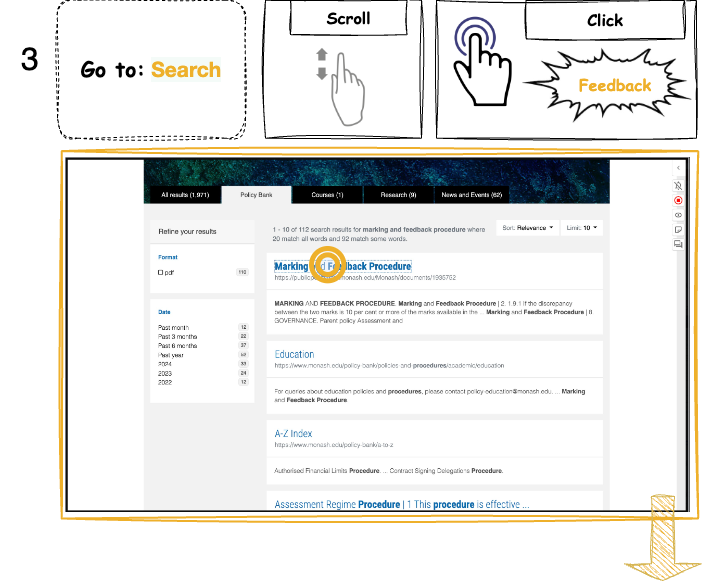 3
Go to: Search
Scroll
Click
Feedback
All results (1,971)
Policy Bank
Courses (1)
Research (9)
News and Events (62)
Refine your results
Format
pdf
110
Date
Past month 12
Past 3 months 22
Past 6 months 37
Past year 52
2024 33
2023 24
2022 12
1 - 10 of 112 search results for marking and feedback procedure where
20 match all words and 92 match some words.
Sort: Relevance
Limit: 10
Marking and Feedback Procedure
monash.edu/Monash/documents/1935752
MARKING AND FEEDBACK PROCEDURE. Marking and Feedback Procedure | 2 1.9.1 If the discrepancy
between the two marks is 10 per cent or more of the marks available in the ... Marking and Feedback Procedure | 8
GOVERNANCE. Parent policy Assessment and
Education
https://www.monash.edu/policy-bank/policies-and-procedures/academic/education
For queries about education policies and procedures, please contact policy-education@monash.edu. ... Marking
and Feedback Procedure
A-Z Index
https://www.monash.edu/policy-bank/a-to-z
Authorised Financial Limits Procedure. ... Contract Signing Delegations Procedure.
Assessment Regime Procedure | 1 This procedure is effective ...